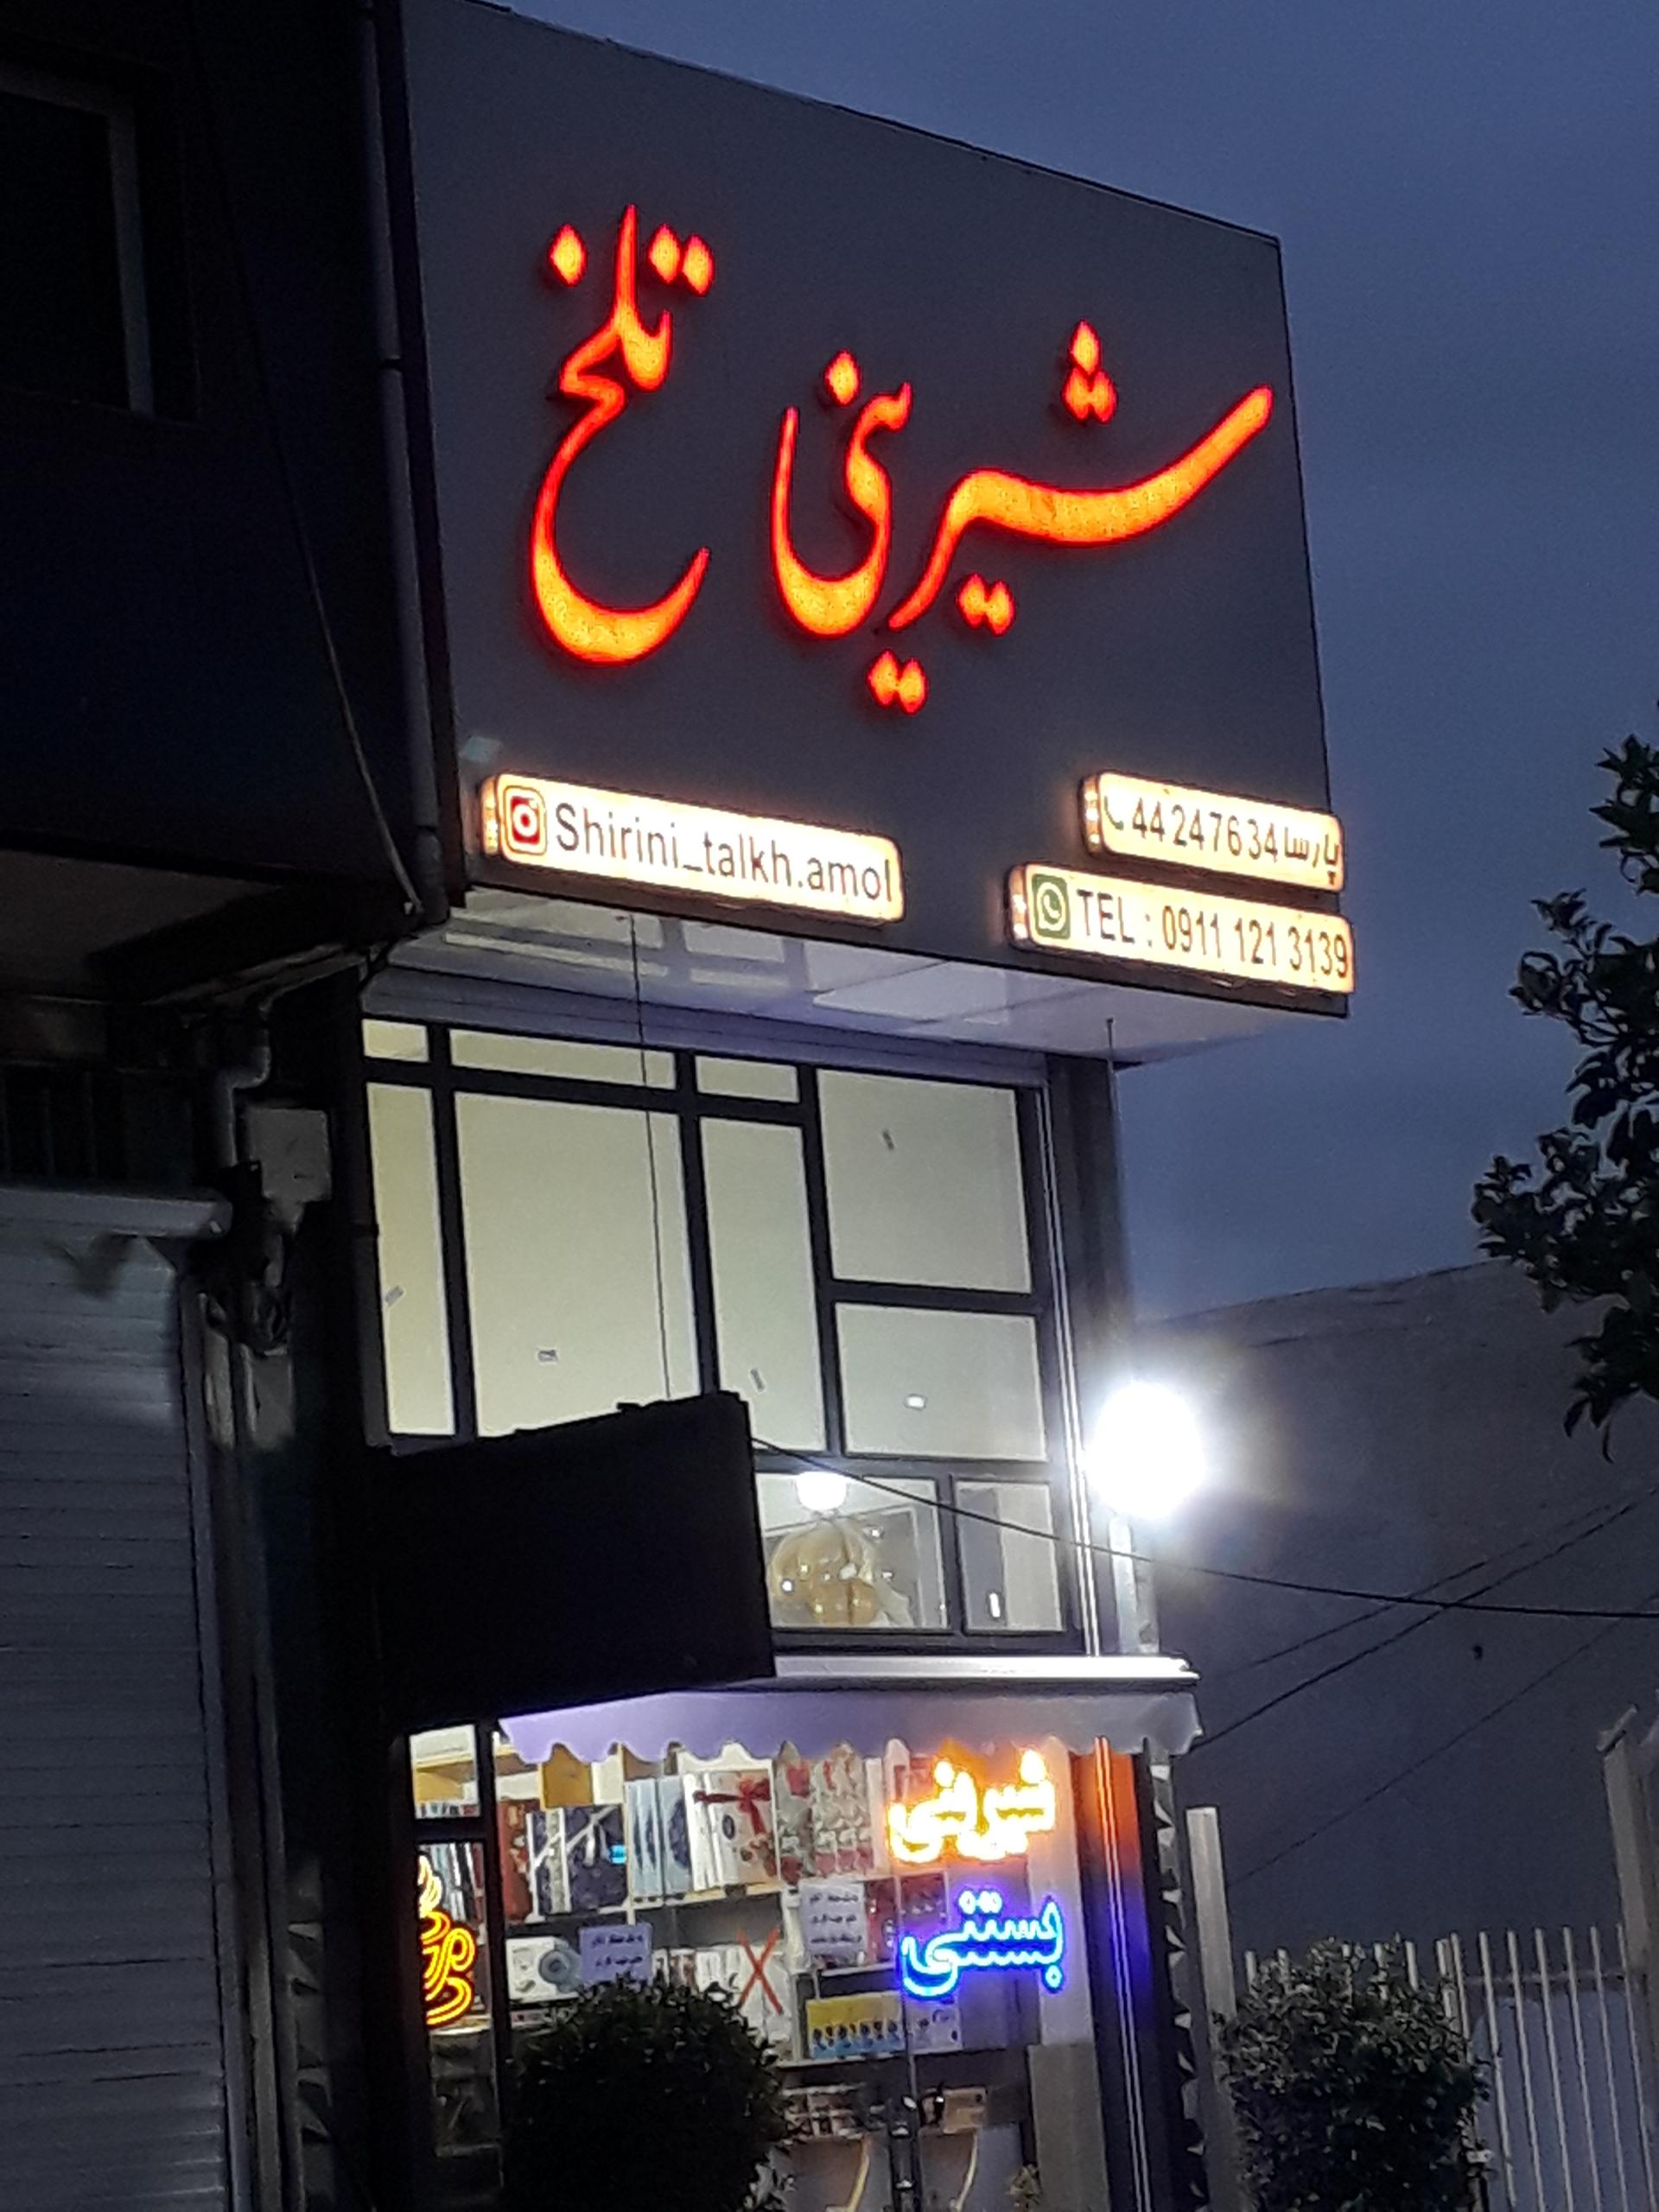 شیرینی تلخ
Shirini_talkh.amol
44247634 پارسا
TEL : 0911 121 3139
شیرینی
بستنی